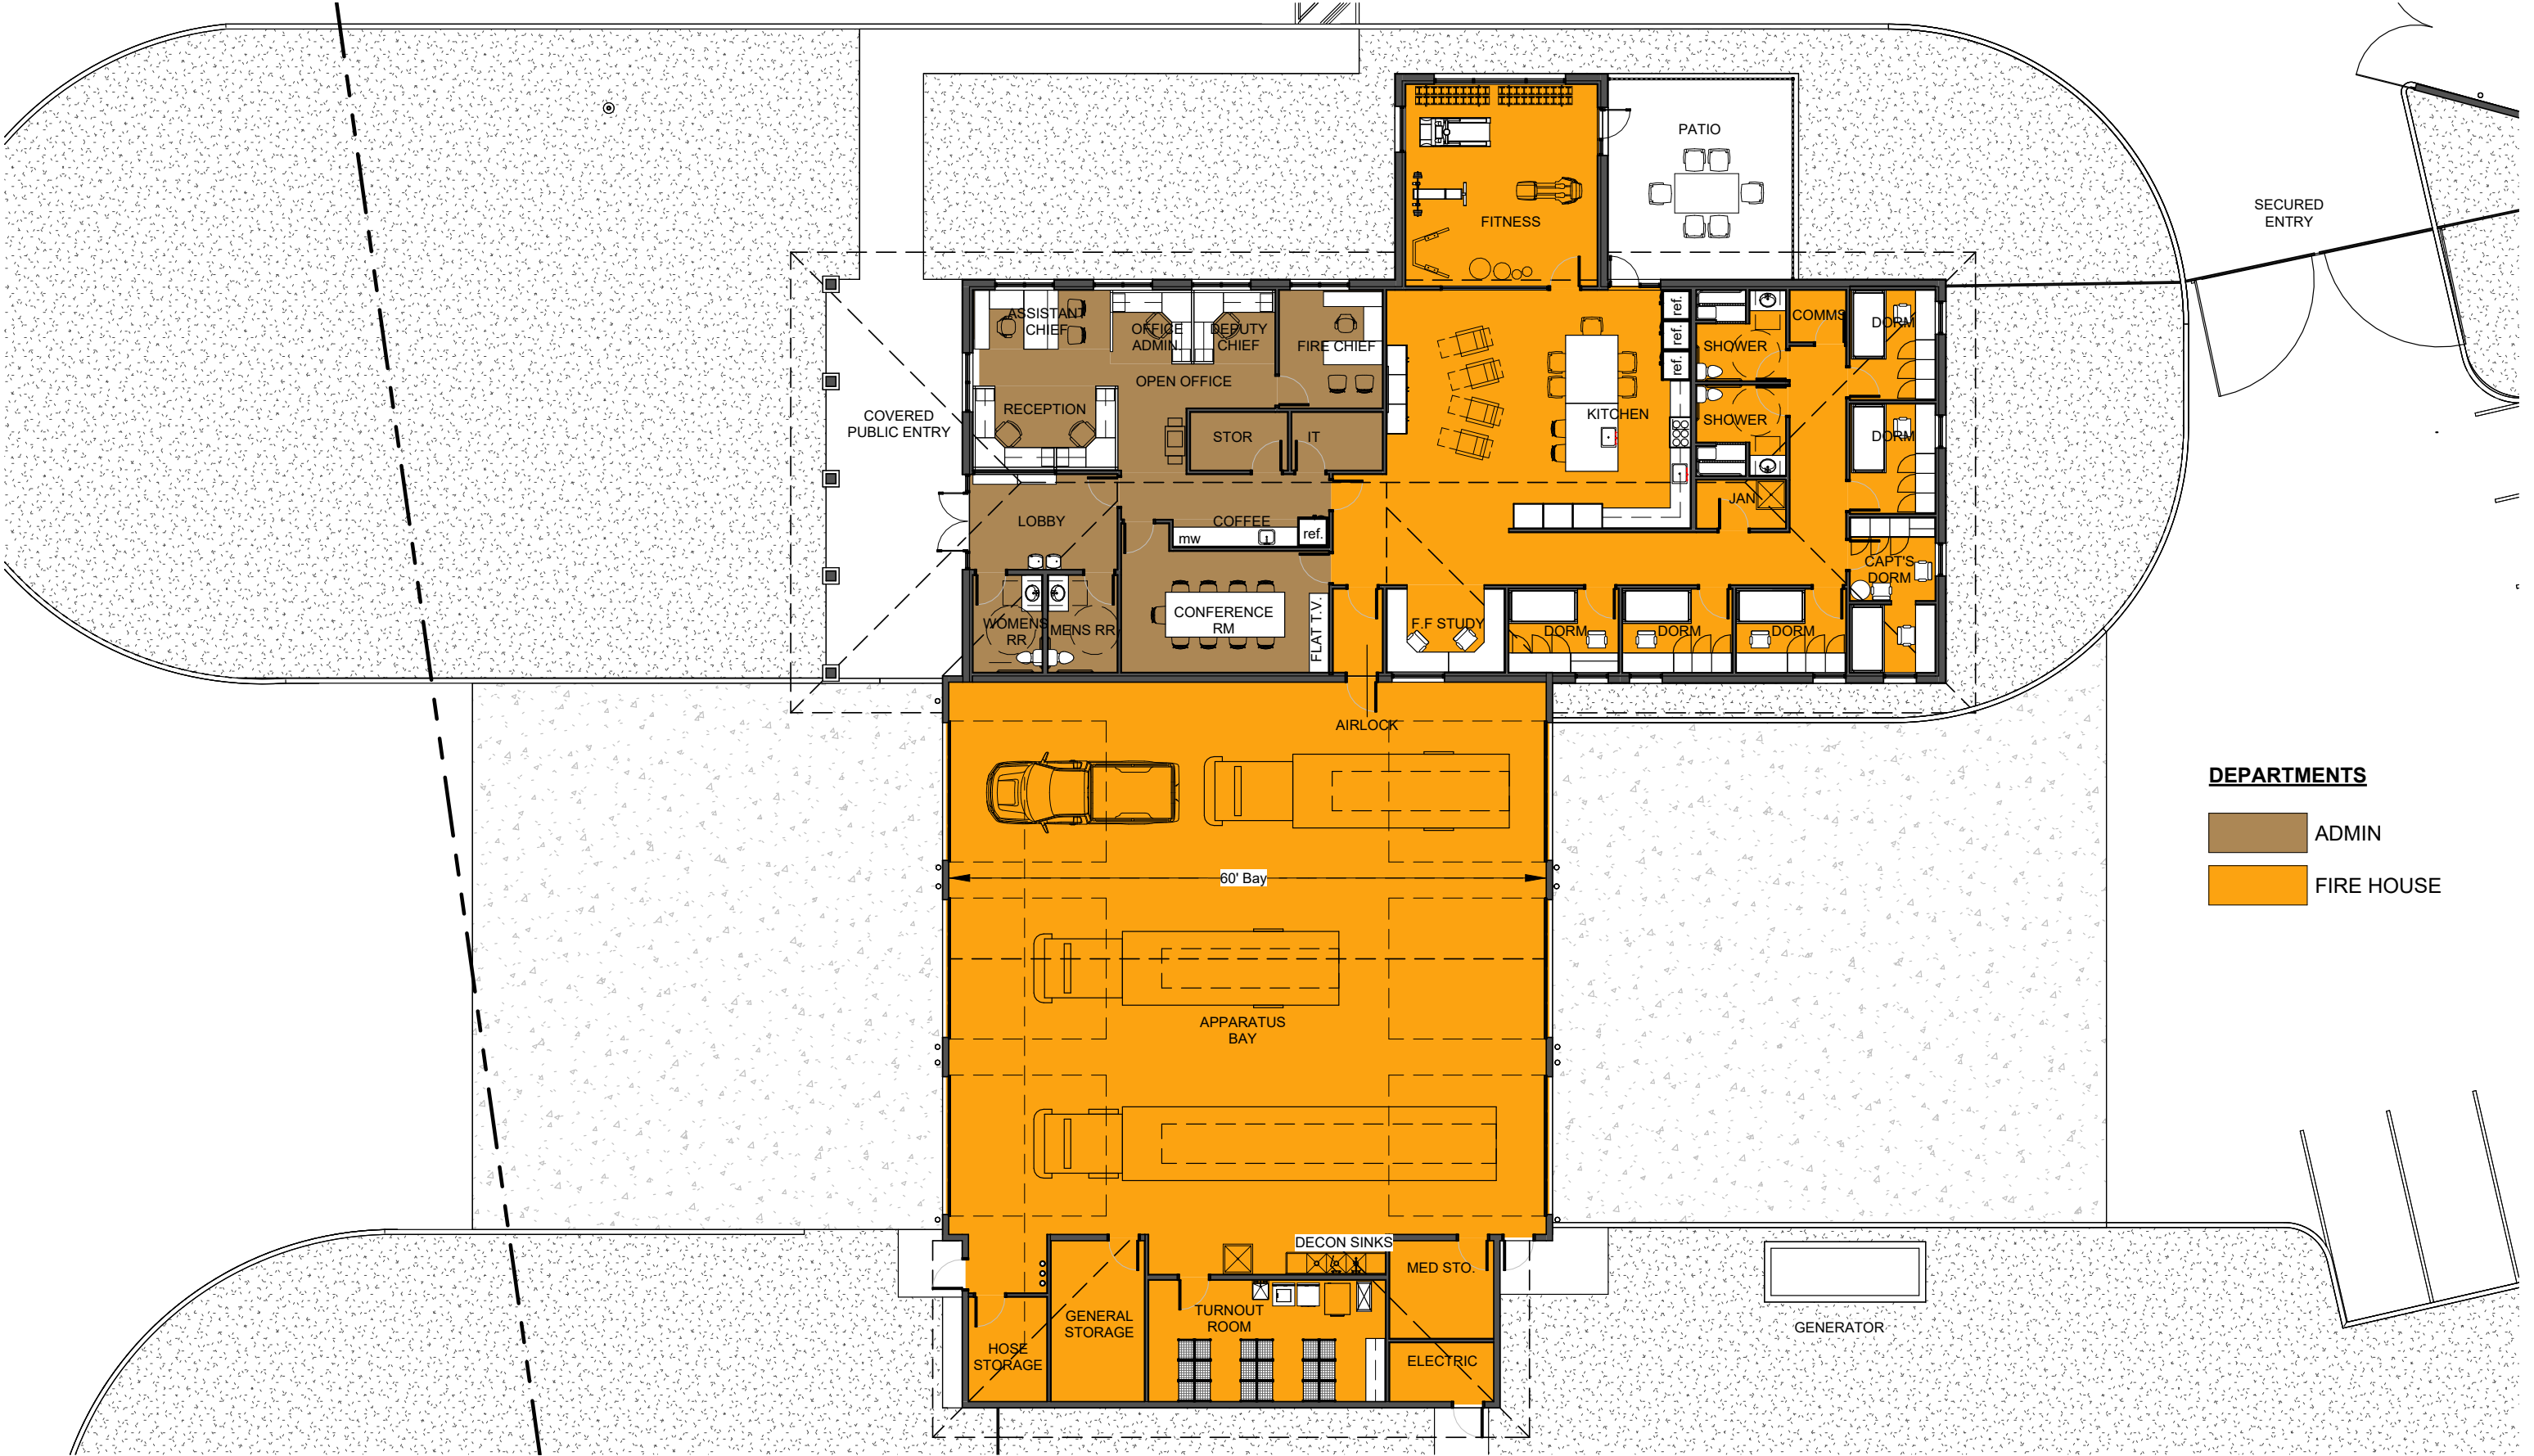 PATIO
FITNESS
SECURED
ENTRY
ASSISTANT
CHIEF
OFFICE
ADMIN.
DEPUTY
CHIEF
FIRE CHIEF
OPEN OFFICE
RECEPTION
COVERED
PUBLIC ENTRY
STOR
IT
KITCHEN
ref.
ref.
ref.
SHOWER
SHOWER
COMMS
DORM
DORM
JAN
LOBBY
COFFEE
mw
ref.
CAPT'S
DORM
WOMENS
RR
MENS RR
CONFERENCE
RM
FLAT T.V.
F.F STUDY
DORM
DORM
DORM
AIRLOCK
DEPARTMENTS
ADMIN
FIRE HOUSE
60' Bay
APPARATUS
BAY
DECON SINKS
MED STO.
GENERAL
STORAGE
TURNOUT
ROOM
HOSE
STORAGE
ELECTRIC
GENERATOR